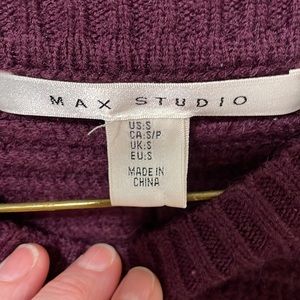 MAX STUDIO
US:S
CA:S/P
UK:S
EU:S
MADE IN
CHINA